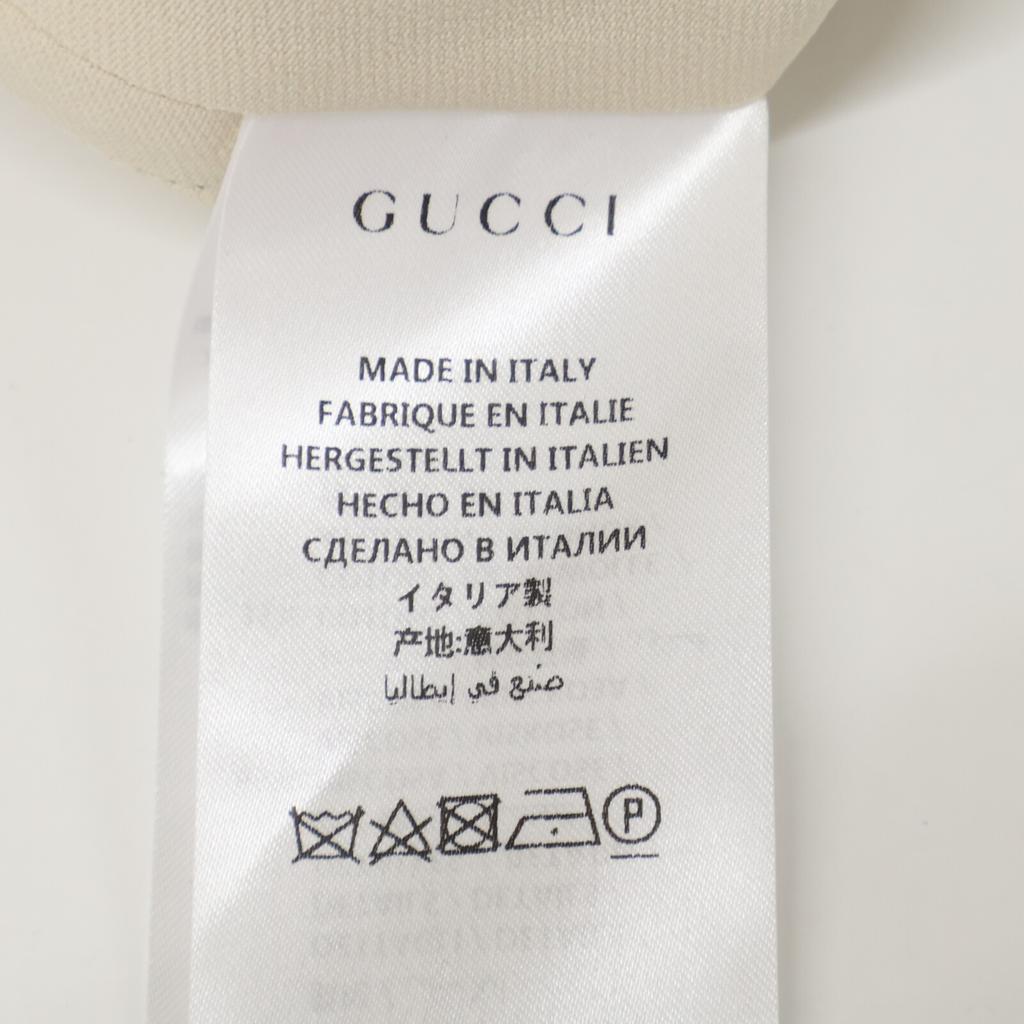 GUCCI
MADE IN ITALY
FABRIQUE EN ITALIE
HERGESTELLT IN ITALIEN
HECHO EN ITALIA
СДЕЛАНО В ИТАЛИИ
イタリア製
产地:意大利
صنع في إيطاليا
P